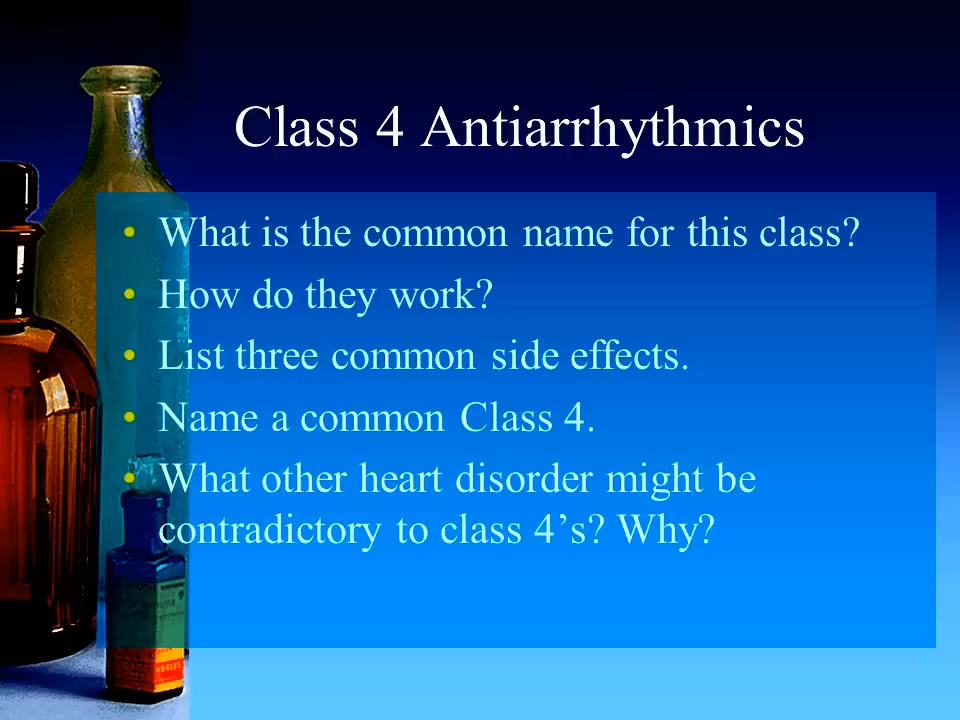 Class 4 Antiarrhythmics
• What is the common name for this class?
• How do they work?
• List three common side effects.
• Name a common Class 4.
• What other heart disorder might be
contradictory to class 4’s? Why?